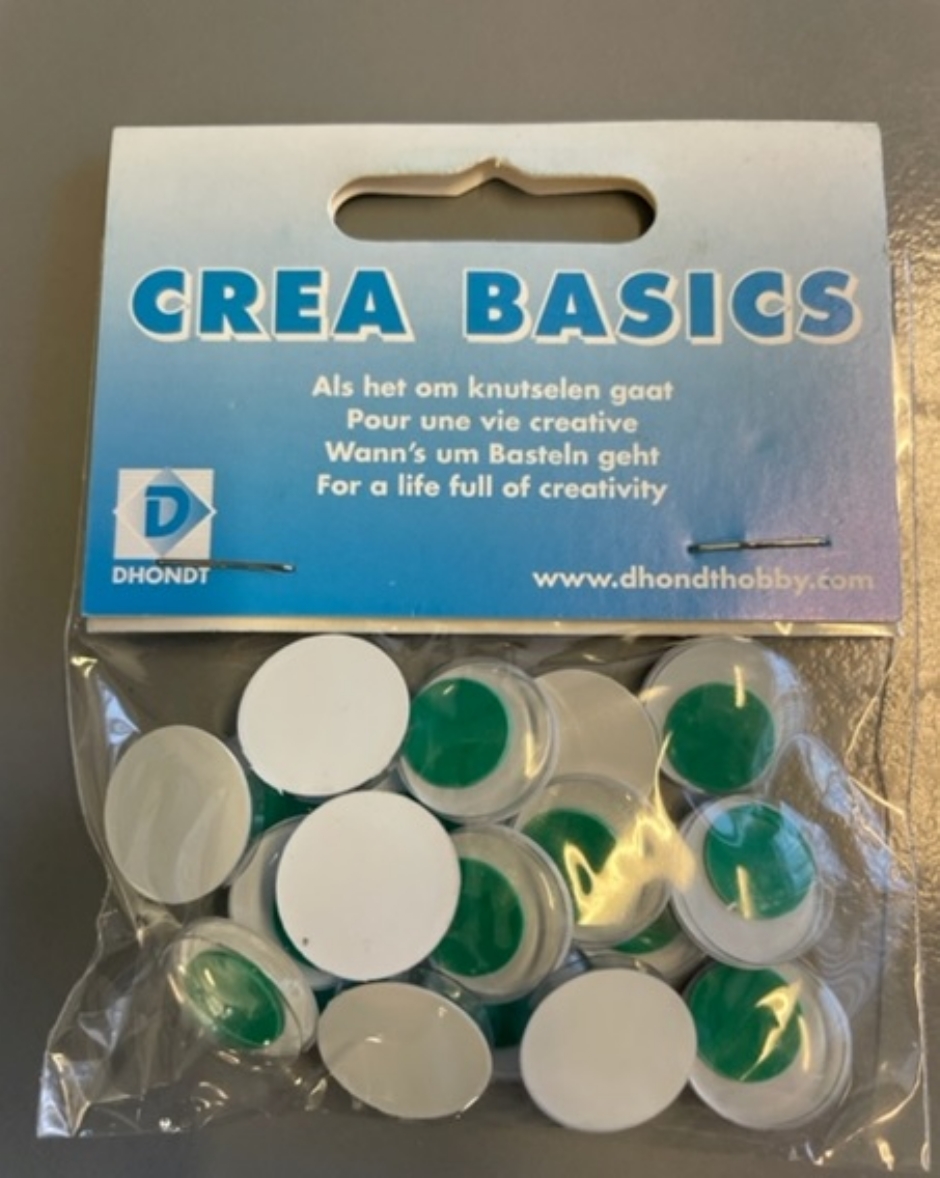 CREA BASICS
Als het om knutselen gaat
Pour une vie creative
Wann's um Basteln geht
For a life full of creativity
D
DHONDT
www.dhondthobby.com